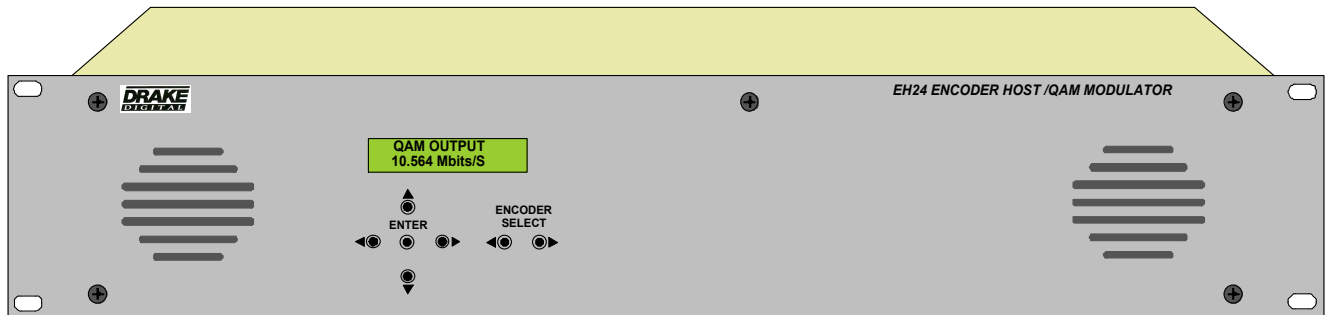 DRAKE
DIGITAL
EH24 ENCODER HOST /QAM MODULATOR
QAM OUTPUT
10.564 Mbits/S
ENTER
ENCODER
SELECT